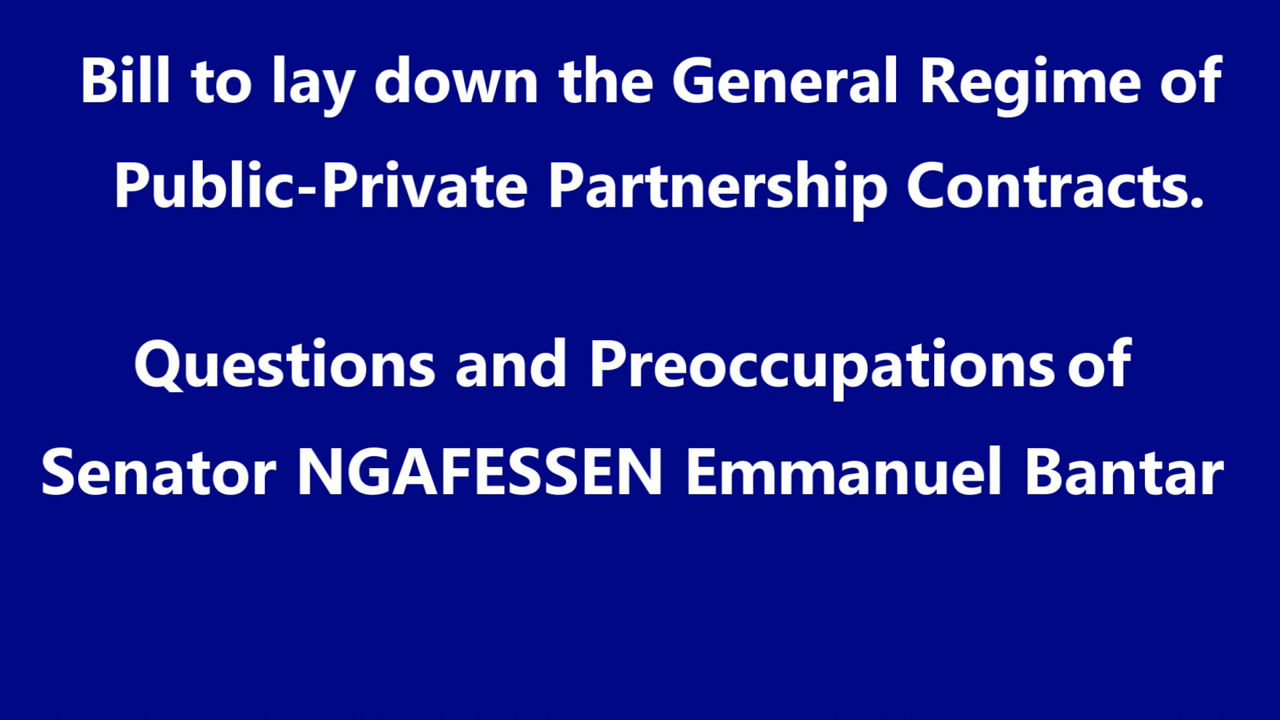 Bill to lay down the General Regime of
Public-Private Partnership Contracts.
Questions and Preoccupations of
Senator NGAFESSEN Emmanuel Bantar